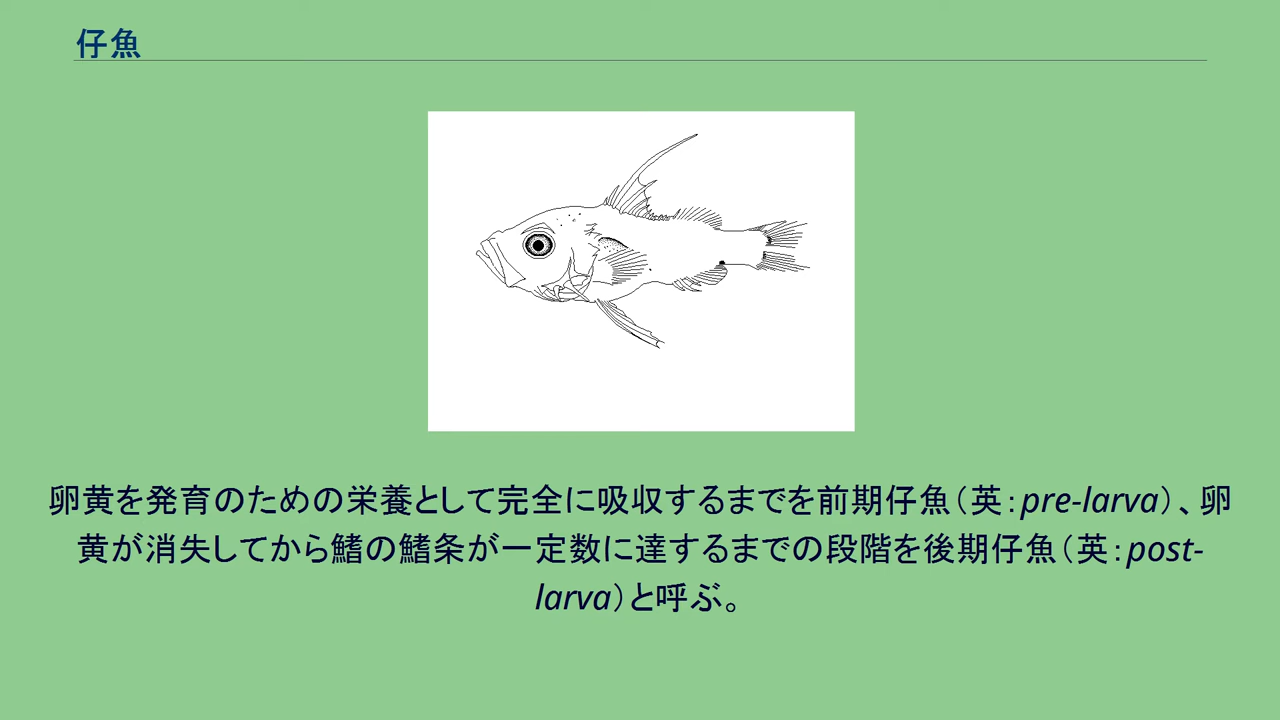 仔魚
卵黄を発育のための栄養として完全に吸収するまでを前期仔魚（英：pre-larva）、卵
黄が消失してから鰭の鰭条が一定数に達するまでの段階を後期仔魚（英：post-
larva）と呼ぶ。